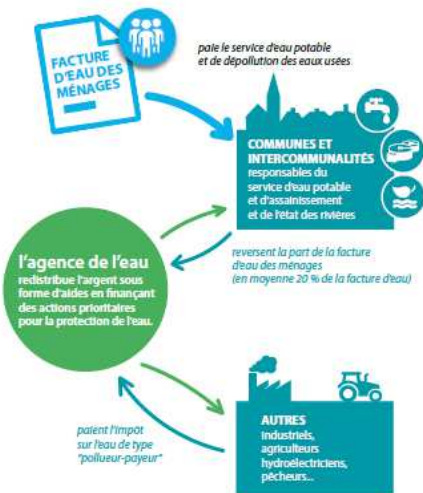 FACTURE
D'EAU DES
MÉNAGES
paie le service d'eau potable
et de dépollution des eaux usées
COMMUNES ET
INTERCOMMUNALITÉS
responsables du
service d'eau potable
et d'assainissement
et de l'état des rivières
l'agence de l'eau
redistribue l'argent sous
forme d'aides en finançant
des actions prioritaires
pour la protection de l'eau.
reversent la part de la facture
d'eau des ménages
(en moyenne 20 % de la facture d'eau)
paient l'impôt
sur l'eau de type
"pollueur-payeur"
AUTRES
industriels,
agriculteurs
hydroélectriciens,
pêcheurs...